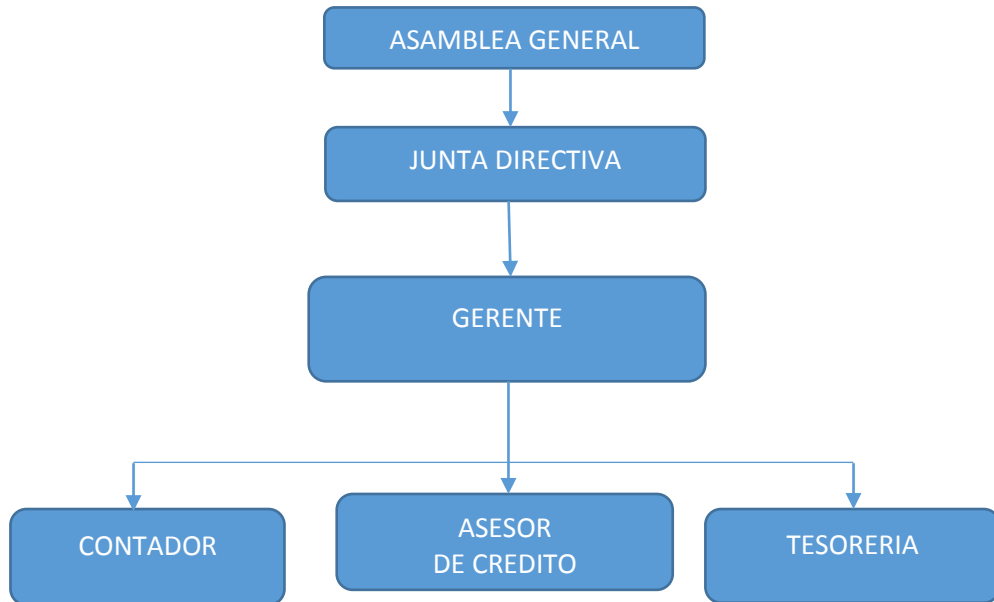 ASAMBLEA GENERAL
JUNTA DIRECTIVA
GERENTE
CONTADOR
ASESOR
DE CREDITO
TESORERIA